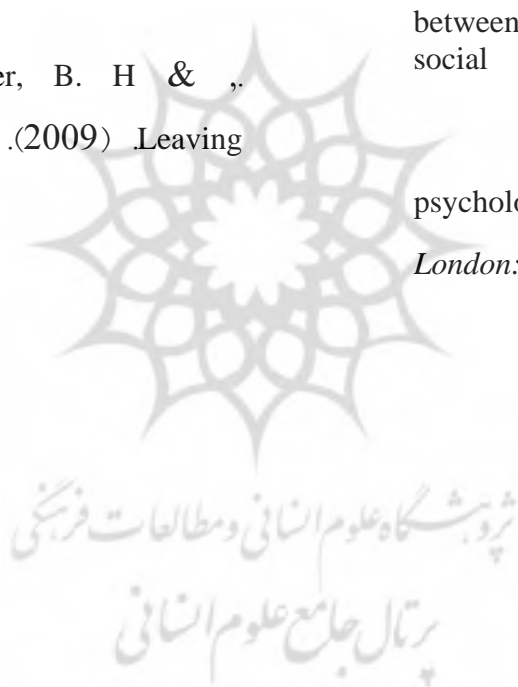 er, B. H & ,.
.(2009) .Leaving
between
social
psycholo
London:
پژوهشگاه علوم انسانی و مطالعات فرهنگی
پرتال جامع علوم انسانی